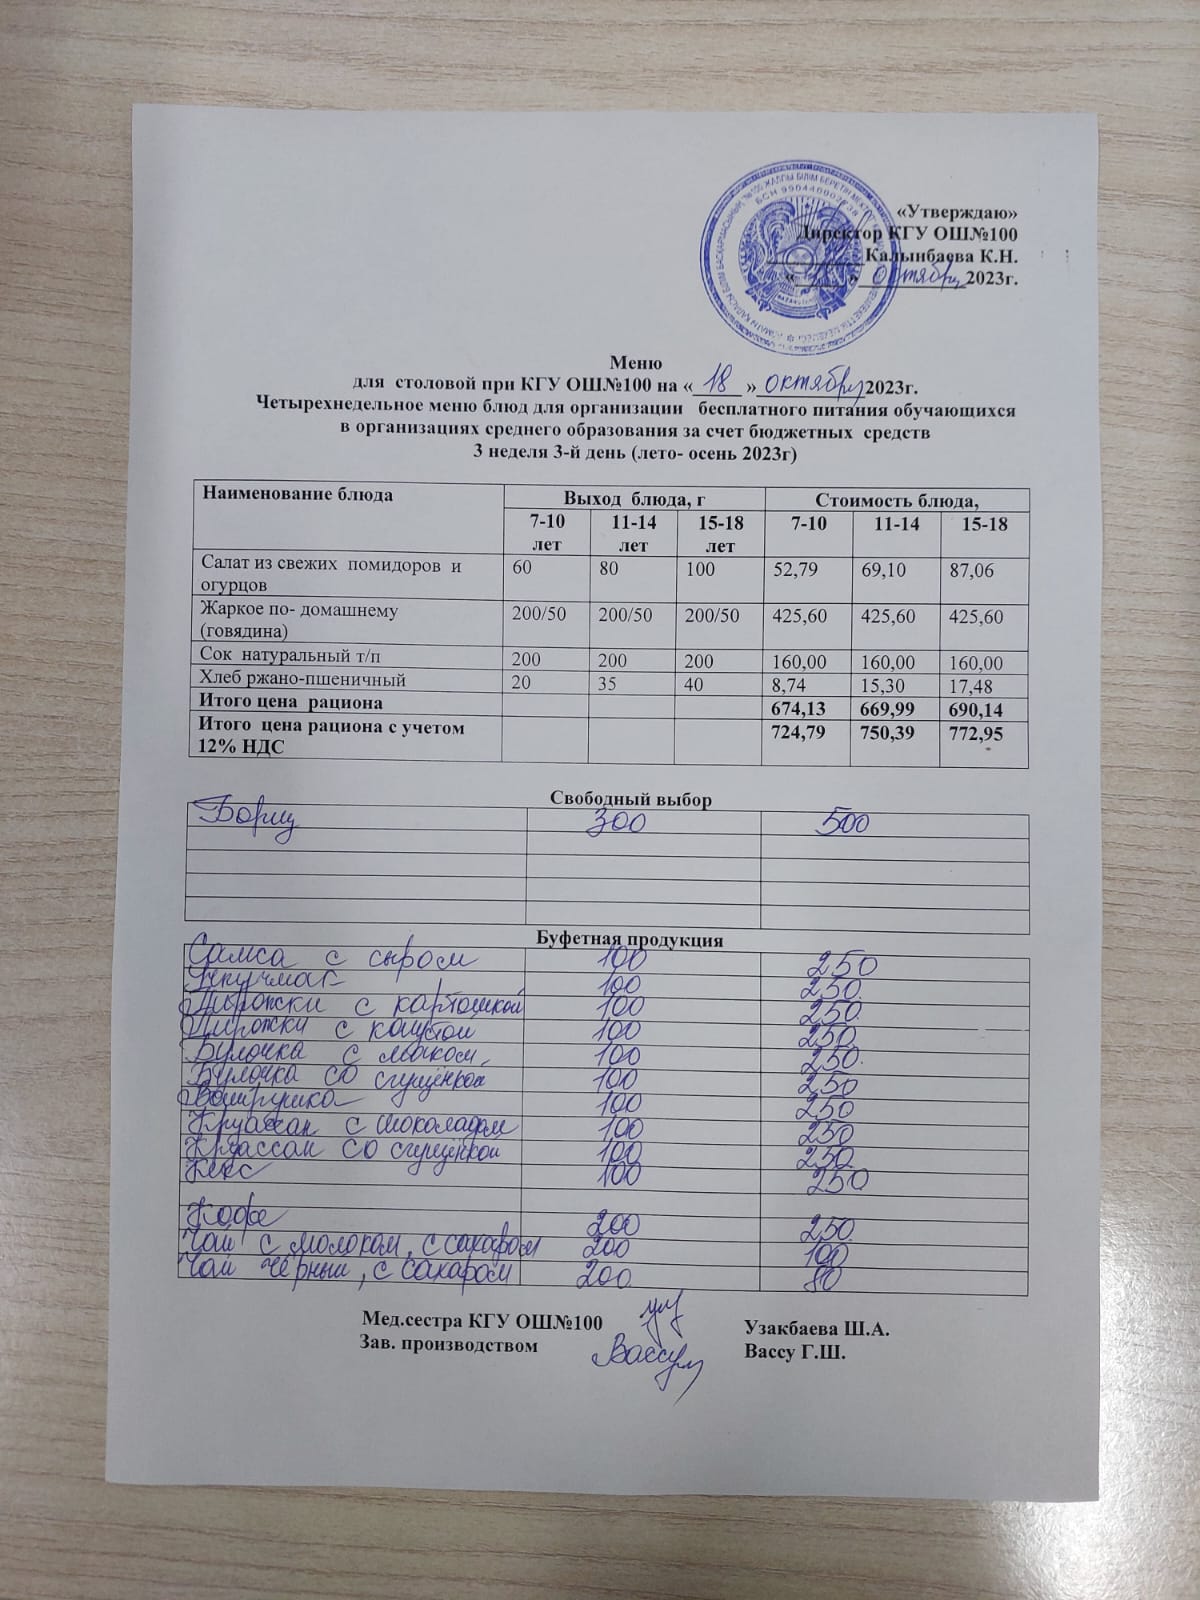 «Утверждаю»
Директор КГУ ОШ№100
Калынбаева К.Н.
« » октября 2023г.
Меню
для столовой при КГУ ОШ№100 на « 18 » октября 2023г.
Четырехнедельное меню блюд для организации бесплатного питания обучающихся
в организациях среднего образования за счет бюджетных средств
3 неделя 3-й день (лето- осень 2023г)
Наименование блюда Выход блюда, г Стоимость блюда,
7-10 лет 11-14 лет 15-18 лет 7-10 11-14 15-18
Салат из свежих помидоров и огурцов 60 80 100 52,79 69,10 87,06
Жаркое по- домашнему (говядина) 200/50 200/50 200/50 425,60 425,60 425,60
Сок натуральный т/п 200 200 200 160,00 160,00 160,00
Хлеб ржано-пшеничный 20 35 40 8,74 15,30 17,48
Итого цена рациона 674,13 669,99 690,14
Итого цена рациона с учетом 12% НДС 724,79 750,39 772,95
Свободный выбор
Борщ 300 500
Буфетная продукция
Самса с сыром 100 250
Учпучмак 100 250
Пирожки с картошкой 100 250
Пирожки с капустой 100 250
Булочка с маком 100 250
Булочка со сгущёнкой 100 250
Ватрушка 100 250
Круассан с шоколадом 100 250
Круассан со сгущёнкой 100 250
Кекс 100 250
Кофе 200 250
Чай с молоком, с сахаром 200 100
Чай чёрный, с сахаром 200 80
Мед.сестра КГУ ОШ№100 Узакбаева Ш.А.
Зав. производством Вассу Вассу Г.Ш.